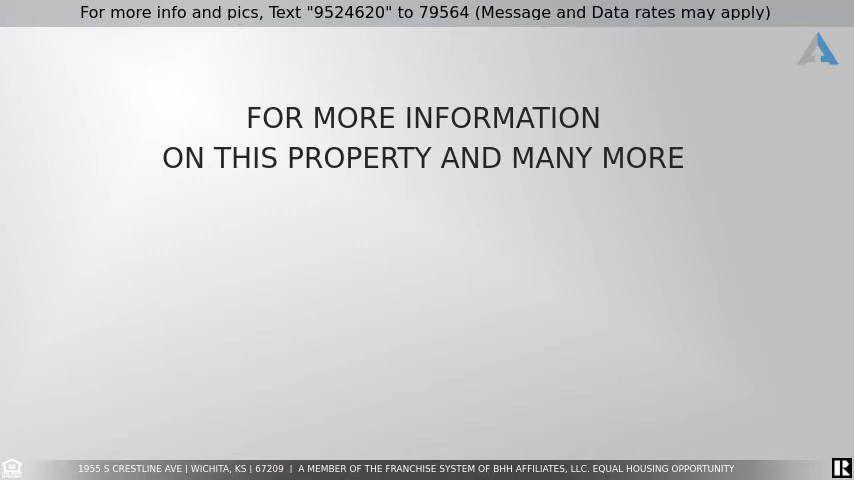 For more info and pics, Text "9524620" to 79564 (Message and Data rates may apply)
FOR MORE INFORMATION
ON THIS PROPERTY AND MANY MORE
1955 S CRESTLINE AVE | WICHITA, KS | 67209 | A MEMBER OF THE FRANCHISE SYSTEM OF BHH AFFILIATES, LLC. EQUAL HOUSING OPPORTUNITY